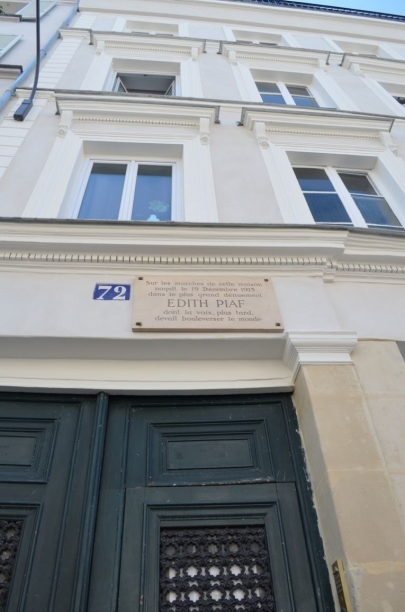 72
Sur les marches de cette maison
naquit le 19 Décembre 1915
dans le plus grand dénuement
EDITH PIAF
dont la voix, plus tard,
devait bouleverser le monde